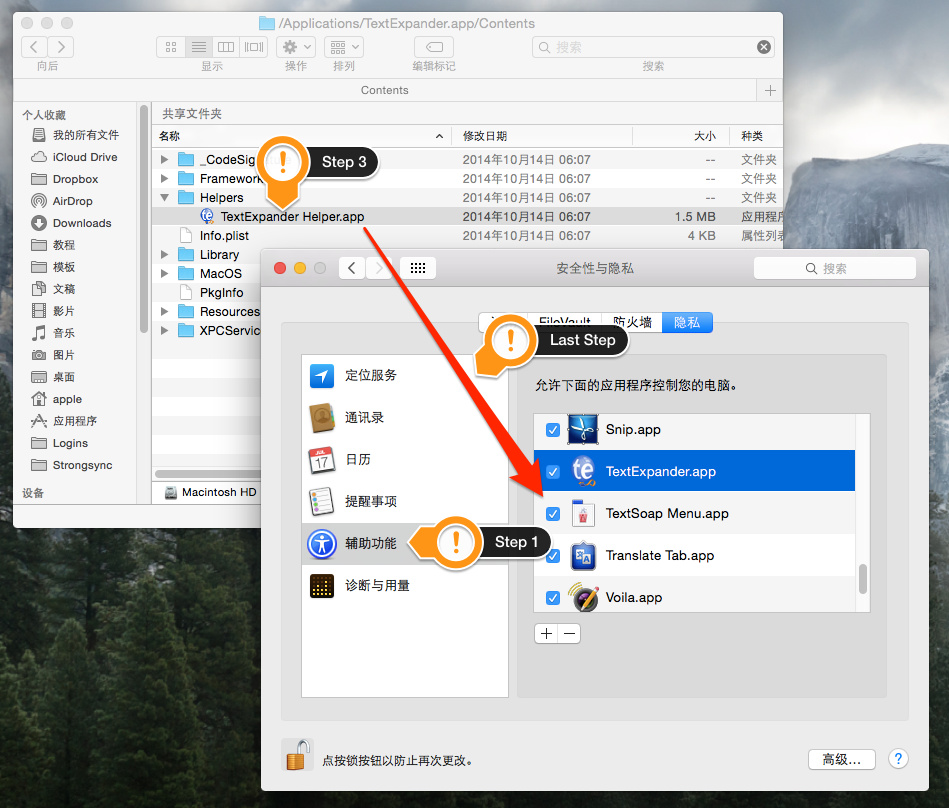 /Applications/TextExpander.app/Contents
向后
显示
操作
排列
编辑标记
搜索
搜索
Contents
个人收藏
我的所有文件
iCloud Drive
Dropbox
AirDrop
Downloads
教程
模板
文稿
影片
音乐
图片
桌面
apple
应用程序
Logins
Strongsync
设备
共享文件夹
名称 修改日期 大小 种类
_CodeSig 2014年10月14日 06:07 -- 文件夹
Framework 2014年10月14日 06:07 -- 文件夹
Helpers 2014年10月14日 06:07 -- 文件夹
TextExpander Helper.app 2014年10月14日 06:07 1.5 MB 应用程序
Info.plist 2014年10月14日 06:07 4 KB 属性列表
Library
MacOS
PkgInfo
Resources
XPCServic
Macintosh HD
! Step 3
安全性与隐私
搜索
FileVault 防火墙 隐私
! Last Step
定位服务
通讯录
17 日历
提醒事项
辅助功能
! Step 1
诊断与用量
允许下面的应用程序控制您的电脑。
Snip.app
te TextExpander.app
TextSoap Menu.app
Translate Tab.app
Voila.app
点按锁按钮以防止再次更改。
高级...
?